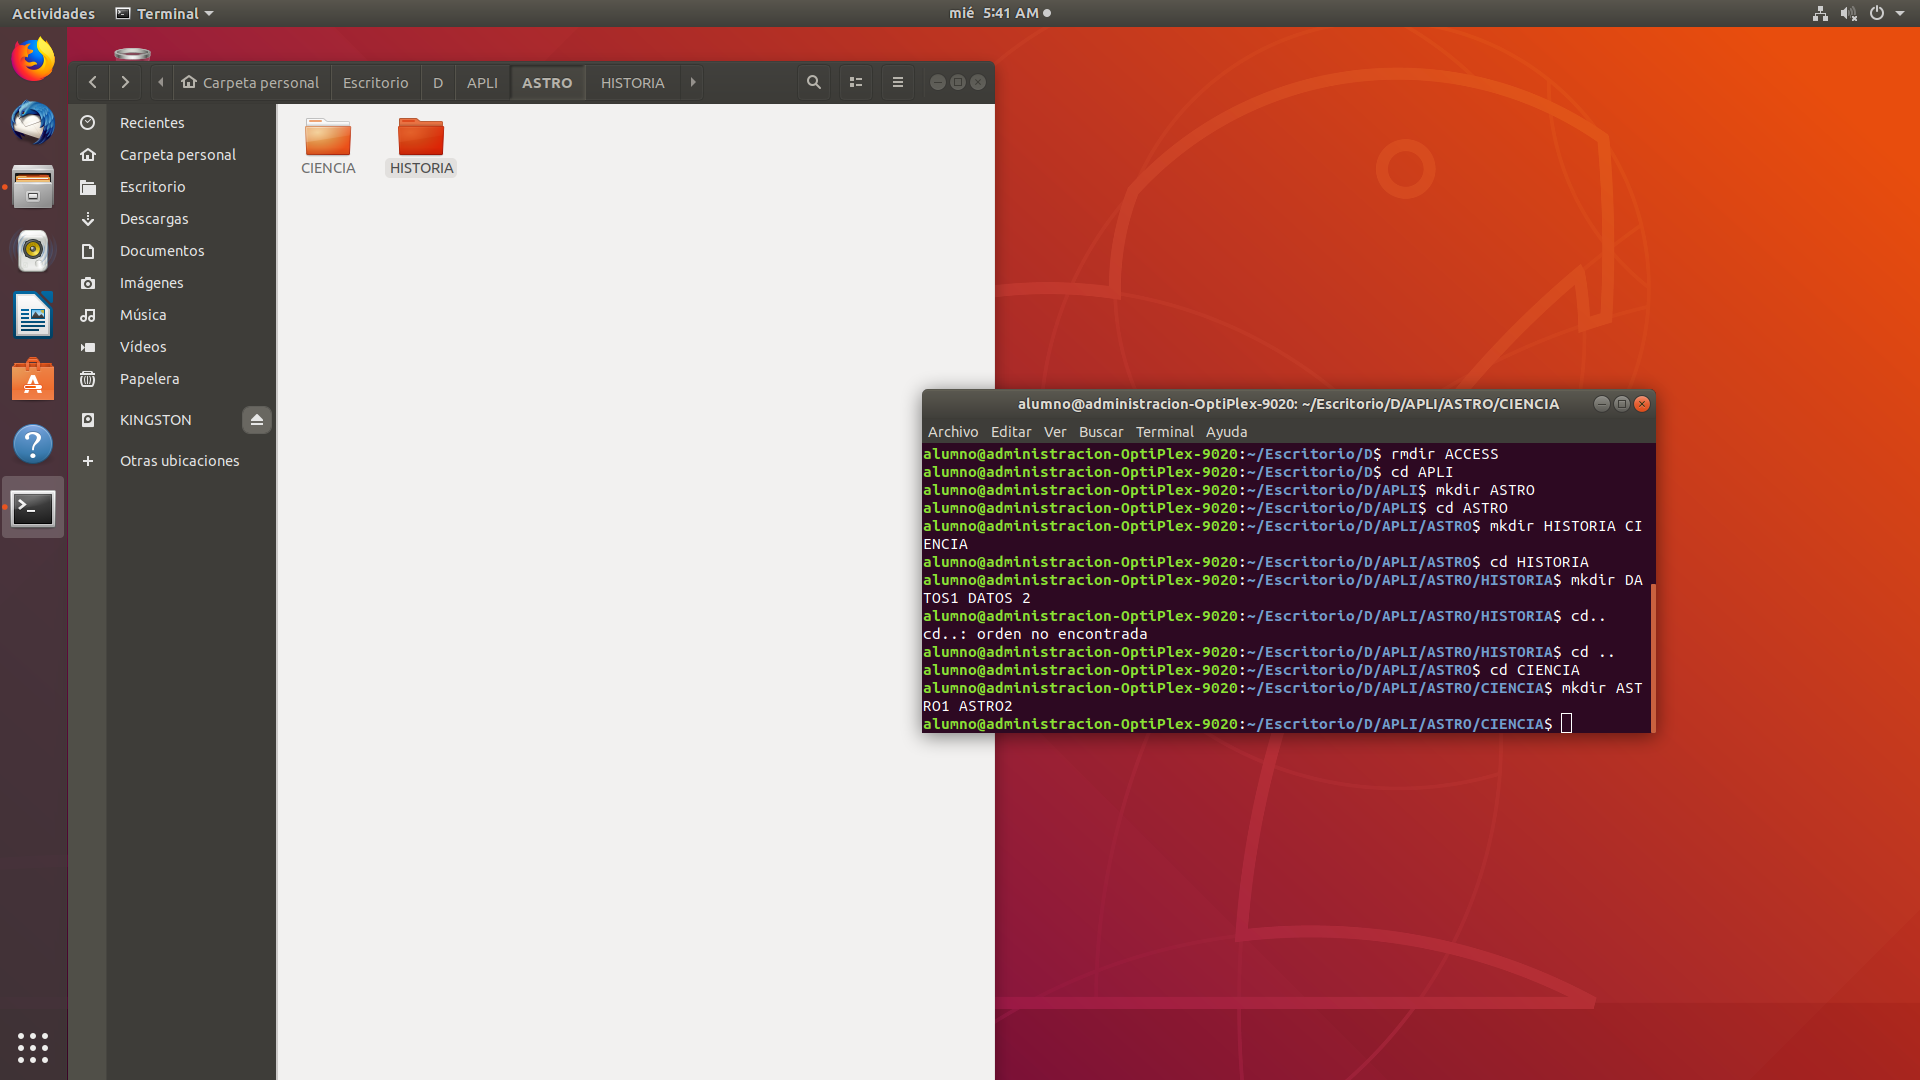 Actividades
Terminal
mié 5:41 AM
Carpeta personal
Escritorio
D
APLI
ASTRO
HISTORIA
Recientes
Carpeta personal
Escritorio
Descargas
Documentos
Imágenes
Música
Vídeos
Papelera
KINGSTON
Otras ubicaciones
CIENCIA
HISTORIA
alumno@administracion-OptiPlex-9020: ~/Escritorio/D/APLI/ASTRO/CIENCIA
Archivo Editar Ver Buscar Terminal Ayuda
alumno@administracion-OptiPlex-9020:~/Escritorio/D$ rmdir ACCESS
alumno@administracion-OptiPlex-9020:~/Escritorio/D$ cd APLI
alumno@administracion-OptiPlex-9020:~/Escritorio/D/APLI$ mkdir ASTRO
alumno@administracion-OptiPlex-9020:~/Escritorio/D/APLI$ cd ASTRO
alumno@administracion-OptiPlex-9020:~/Escritorio/D/APLI/ASTRO$ mkdir HISTORIA CI
ENCIA
alumno@administracion-OptiPlex-9020:~/Escritorio/D/APLI/ASTRO$ cd HISTORIA
alumno@administracion-OptiPlex-9020:~/Escritorio/D/APLI/ASTRO/HISTORIA$ mkdir DA
TOS1 DATOS 2
alumno@administracion-OptiPlex-9020:~/Escritorio/D/APLI/ASTRO/HISTORIA$ cd..
cd..: orden no encontrada
alumno@administracion-OptiPlex-9020:~/Escritorio/D/APLI/ASTRO/HISTORIA$ cd ..
alumno@administracion-OptiPlex-9020:~/Escritorio/D/APLI/ASTRO$ cd CIENCIA
alumno@administracion-OptiPlex-9020:~/Escritorio/D/APLI/ASTRO/CIENCIA$ mkdir AST
RO1 ASTRO2
alumno@administracion-OptiPlex-9020:~/Escritorio/D/APLI/ASTRO/CIENCIA$